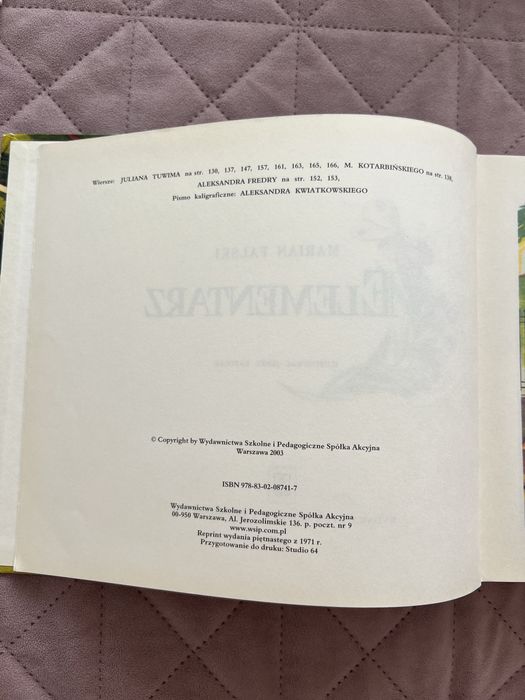 Wiersze: JULIANA TUWIMA na str. 130, 137, 147, 157, 161, 163, 165, 166, M. KOTARBIŃSKIEGO na str. 138,
ALEKSANDRA FREDRY na str. 152, 153,
Pismo kaligraficzne: ALEKSANDRA KWIATKOWSKIEGO
MARIAN FALSKI
ELEMENTARZ
© Copyright by Wydawnictwa Szkolne i Pedagogiczne Spółka Akcyjna
Warszawa 2003
ISBN 978-83-02-08741-7
Wydawnictwa Szkolne i Pedagogiczne Spółka Akcyjna
00-950 Warszawa, Al. Jerozolimskie 136. p. poczt. nr 9
www.wsip.com.pl
Reprint wydania piętnastego z 1971 r.
Przygotowanie do druku: Studio 64